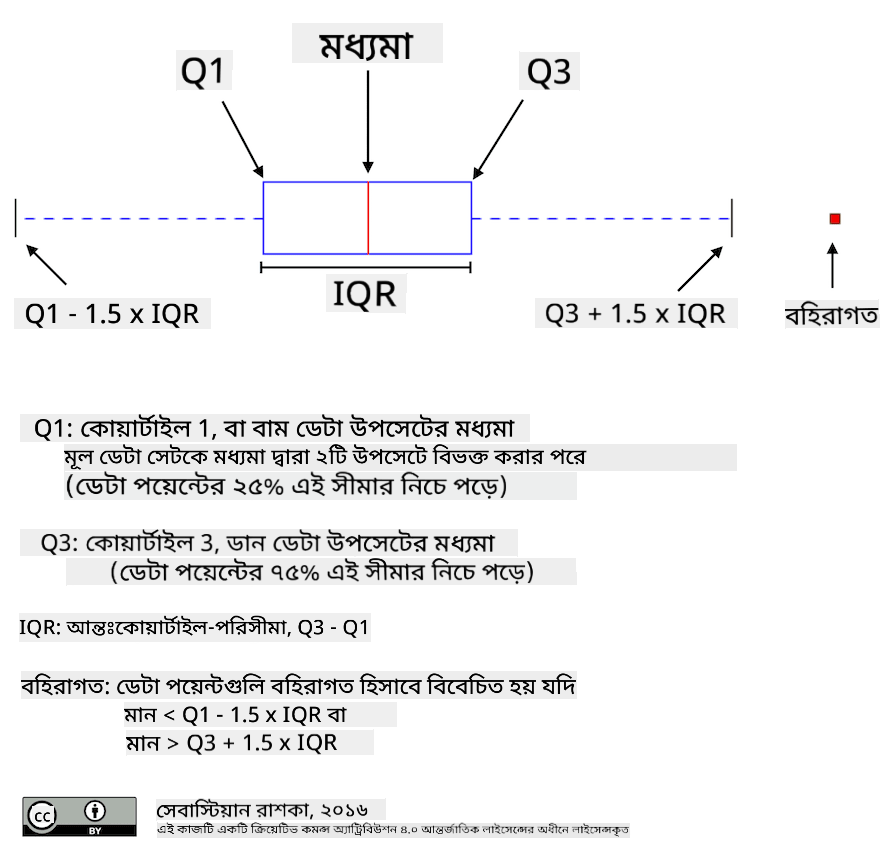 মধ্যমা
Q1
Q3
IQR
Q1 - 1.5 x IQR
Q3 + 1.5 x IQR
বহিরাগত
Q1: কোয়ার্টাইল 1, বা বাম ডেটা উপসেটের মধ্যমা
মূল ডেটা সেটকে মধ্যমা দ্বারা ২টি উপসেটে বিভক্ত করার পরে
(ডেটা পয়েন্টের ২৫% এই সীমার নিচে পড়ে)
Q3: কোয়ার্টাইল 3, ডান ডেটা উপসেটের মধ্যমা
(ডেটা পয়েন্টের ৭৫% এই সীমার নিচে পড়ে)
IQR: আন্তঃকোয়ার্টাইল-পরিসীমা, Q3 - Q1
বহিরাগত: ডেটা পয়েন্টগুলি বহিরাগত হিসাবে বিবেচিত হয় যদি
মান < Q1 - 1.5 x IQR বা
মান > Q3 + 1.5 x IQR
cc BY
সেবাস্টিয়ান রাশকা, ২০১৬
এই কাজটি একটি ক্রিয়েটিভ কমন্স অ্যাট্রিবিউশন ৪.০ আন্তর্জাতিক লাইসেন্সের অধীনে লাইসেন্সকৃত